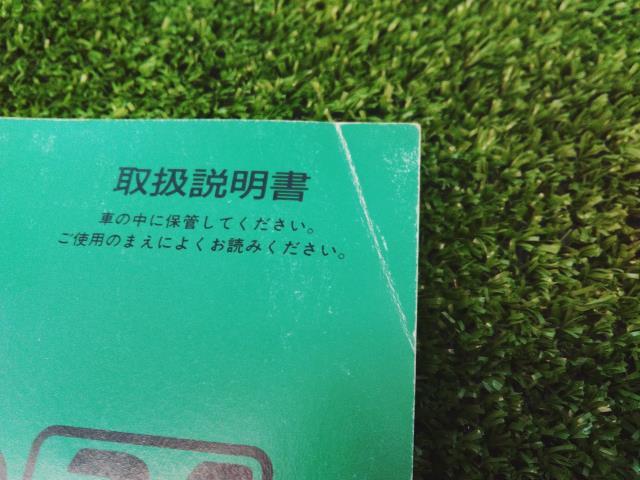 取扱説明書
車の中に保管してください。
ご使用のまえによくお読みください。